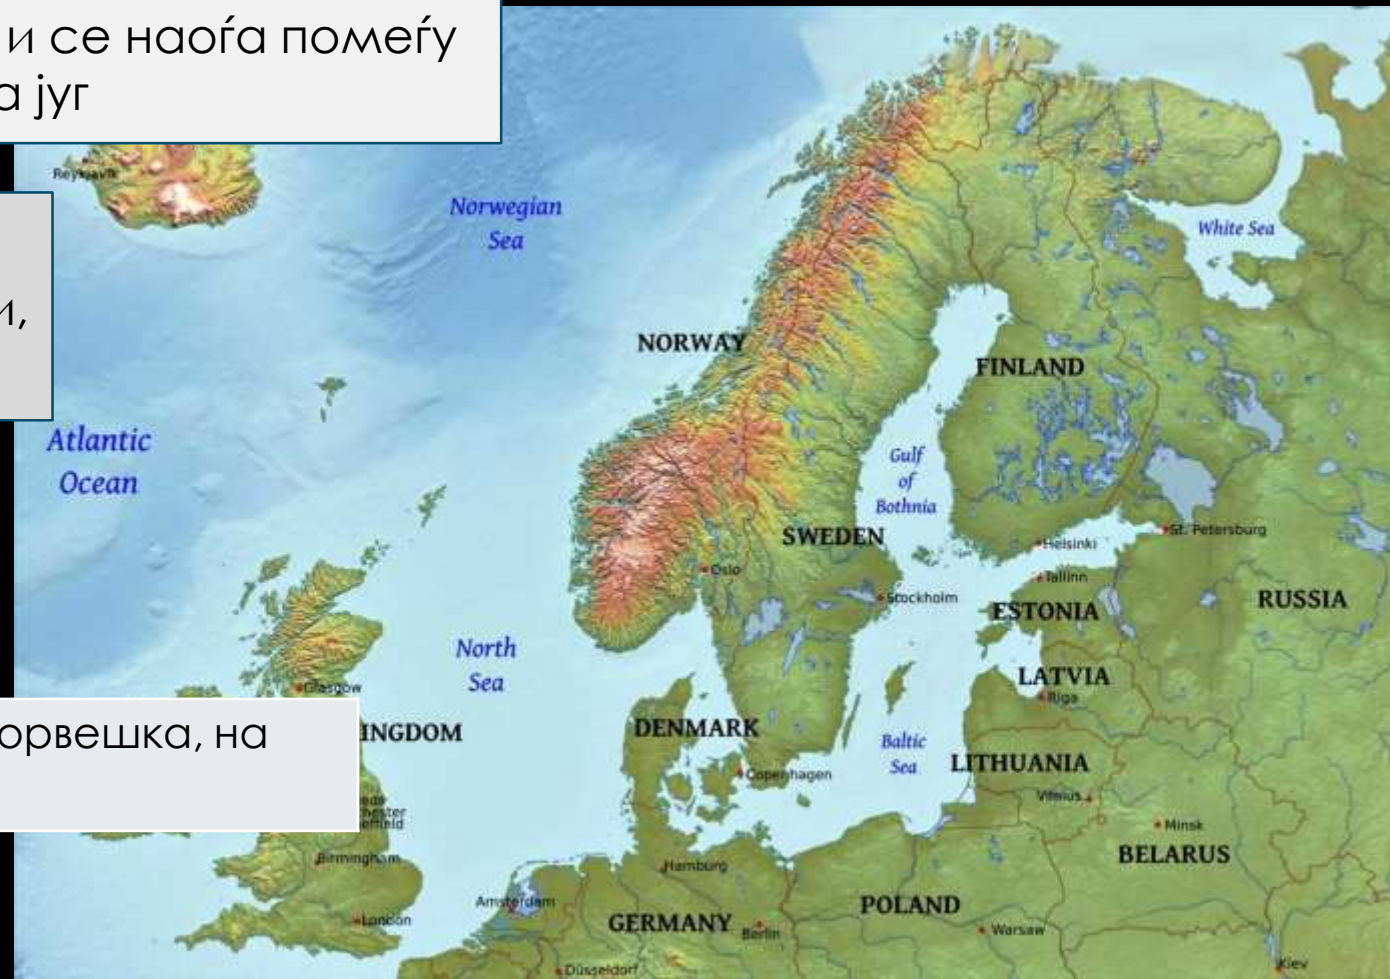 и се наоѓа помеѓу
а југ
и,
орвешка, на
Reykjavik
Norwegian
Sea
White Sea
NORWAY
FINLAND
Atlantic
Ocean
Gulf
of
Bothnia
SWEDEN
St. Petersburg
Helsinki
Oslo
Tallinn
Stockholm
ESTONIA
RUSSIA
North
Sea
LATVIA
Riga
Glasgow
INGDOM
DENMARK
Baltic
Sea
Copenhagen
LITHUANIA
Vilnius
Minsk
BELARUS
Birmingham
Hamburg
Amsterdam
POLAND
London
GERMANY
Berlin
Warsaw
Düsseldorf
Kiev